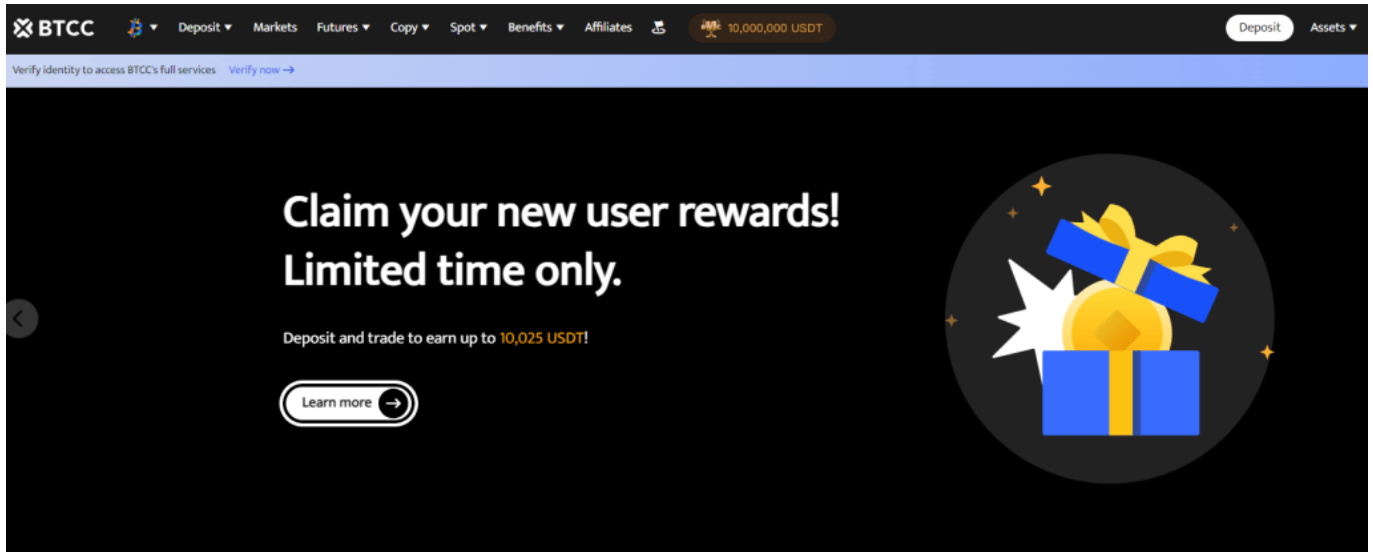 BTCC Deposit Markets Futures Copy Spot Benefits Affiliates 10,000,000 USDT Deposit Assets
Verify identity to access BTCC's full services Verify now →
Claim your new user rewards!
Limited time only.
Deposit and trade to earn up to 10,025 USDT!
Learn more →